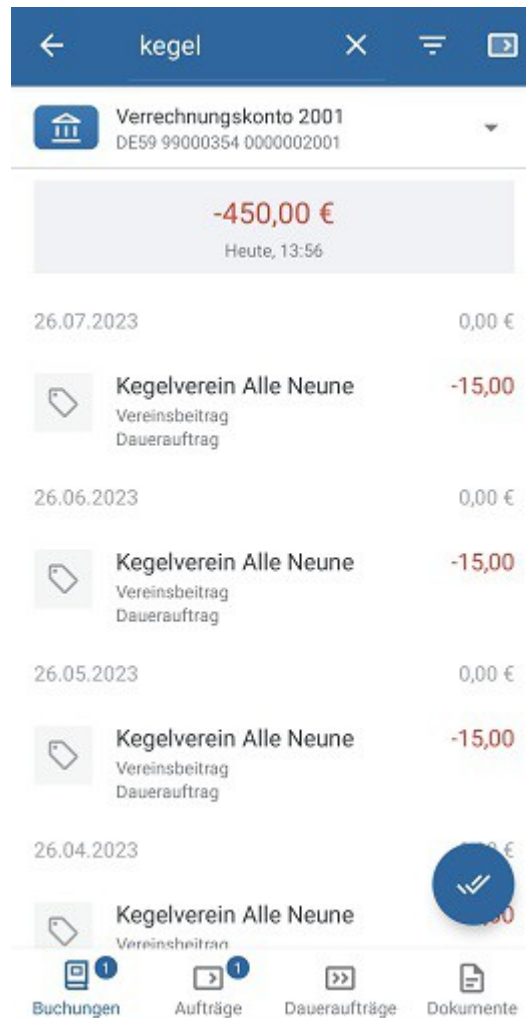 kegel
Verrechnungskonto 2001
DE59 99000354 0000002001
-450,00 €
Heute, 13:56
26.07.2023 0,00 €
Kegelverein Alle Neune -15,00
Vereinsbeitrag
Dauerauftrag
26.06.2023 0,00 €
Kegelverein Alle Neune -15,00
Vereinsbeitrag
Dauerauftrag
26.05.2023 0,00 €
Kegelverein Alle Neune -15,00
Vereinsbeitrag
Dauerauftrag
26.04.2023 €
Kegelverein Alle Neune
Vereinsbeitrag
1 1
Buchungen Aufträge Daueraufträge Dokumente